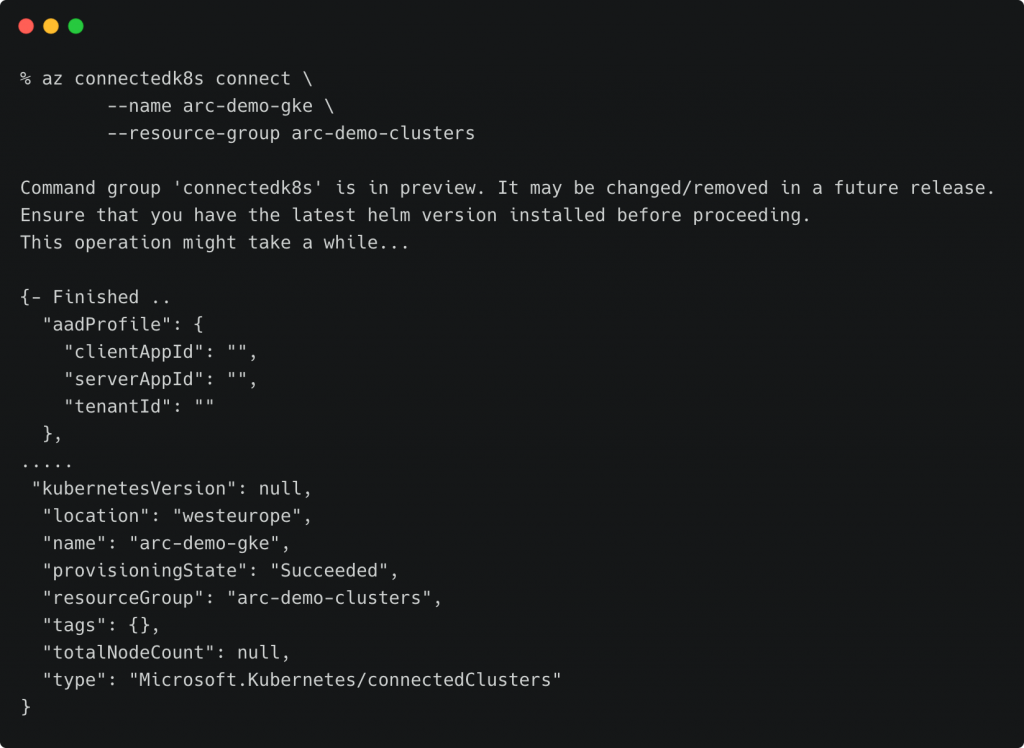 % az connectedk8s connect \
        --name arc-demo-gke \
        --resource-group arc-demo-clusters

Command group 'connectedk8s' is in preview. It may be changed/removed in a future release.
Ensure that you have the latest helm version installed before proceeding.
This operation might take a while...

{- Finished ..
  "aadProfile": {
    "clientAppId": "",
    "serverAppId": "",
    "tenantId": ""
  },
.....
 "kubernetesVersion": null,
  "location": "westeurope",
  "name": "arc-demo-gke",
  "provisioningState": "Succeeded",
  "resourceGroup": "arc-demo-clusters",
  "tags": {},
  "totalNodeCount": null,
  "type": "Microsoft.Kubernetes/connectedClusters"
}